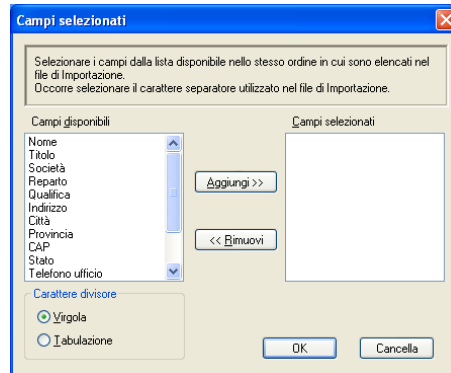 Campi selezionati
Selezionare i campi dalla lista disponibile nello stesso ordine in cui sono elencati nel
file di Importazione.
Occorre selezionare il carattere separatore utilizzato nel file di Importazione.
Campi disponibili
Campi selezionati
Nome
Titolo
Società
Reparto
Qualifica
Indirizzo
Città
Provincia
CAP
Stato
Telefono ufficio
Aggiungi >>
<< Rimuovi
Carattere divisore
Virgola
Tabulazione
OK
Cancella